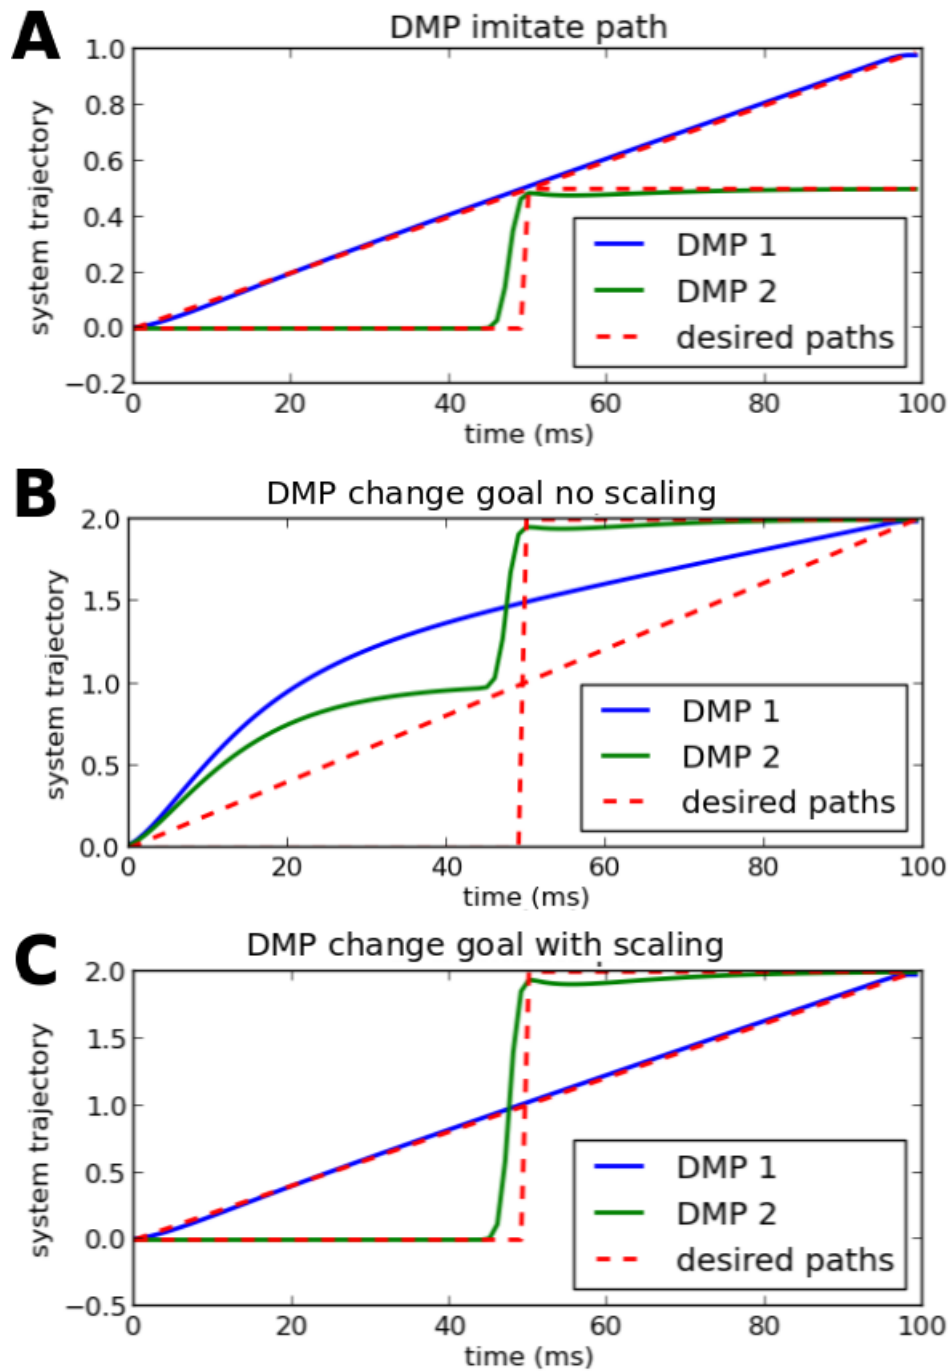 A
DMP imitate path
1.0
0.8
0.6
0.4
0.2
0.0
−0.2
system trajectory
DMP 1
DMP 2
desired paths
0 20 40 60 80 100
time (ms)
B
DMP change goal no scaling
2.0
1.5
1.0
0.5
0.0
system trajectory
DMP 1
DMP 2
desired paths
0 20 40 60 80 100
time (ms)
C
DMP change goal with scaling
2.0
1.5
1.0
0.5
0.0
−0.5
system trajectory
DMP 1
DMP 2
desired paths
0 20 40 60 80 100
time (ms)